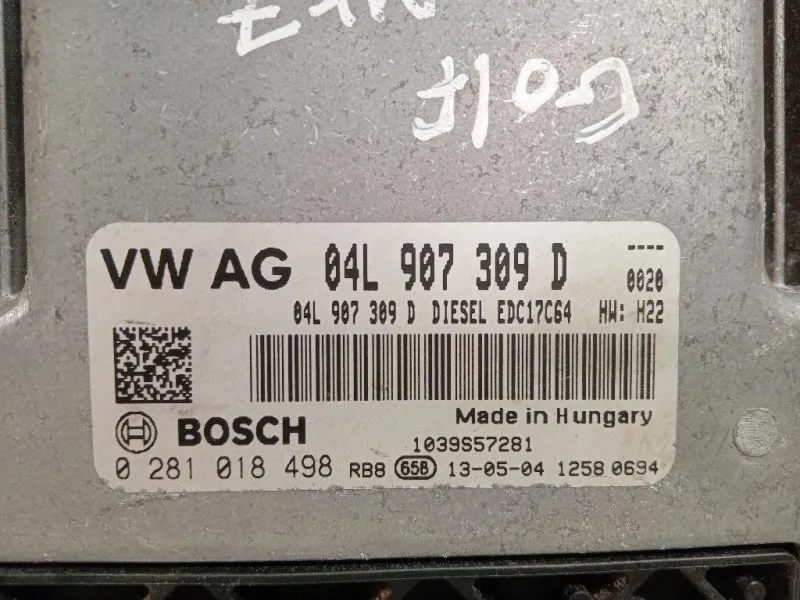 MK7
Golf
VW AG 04L 907 309 D ----
0020
04L 907 309 D DIESEL EDC17C64 HW: H22
Made in Hungary
BOSCH
1039S57281
0 281 018 498 RB8 658 13-05-04 1258 0694